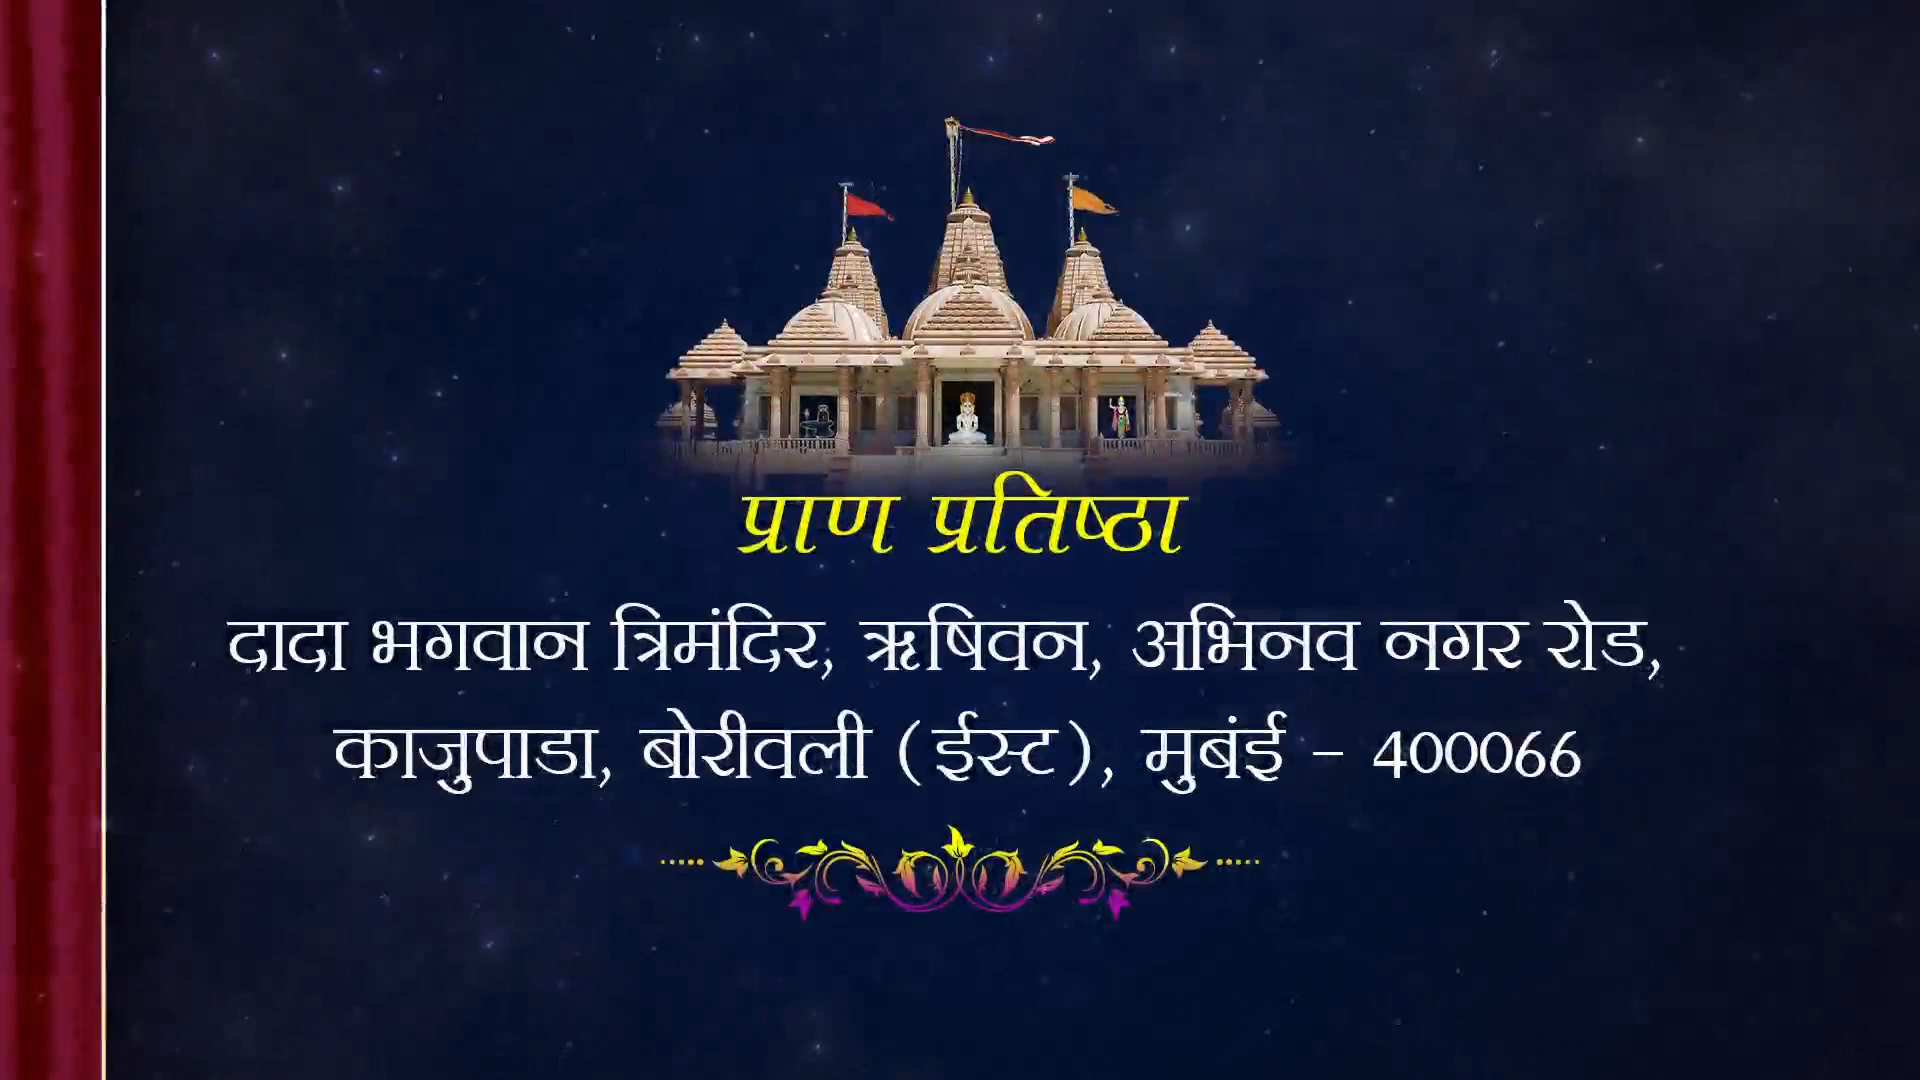 प्राण प्रतिष्ठा
दादा भगवान त्रिमंदिर, ऋषिवन, अभिनव नगर रोड,
काजुपाडा, बोरीवली (ईस्ट), मुबंई - 400066